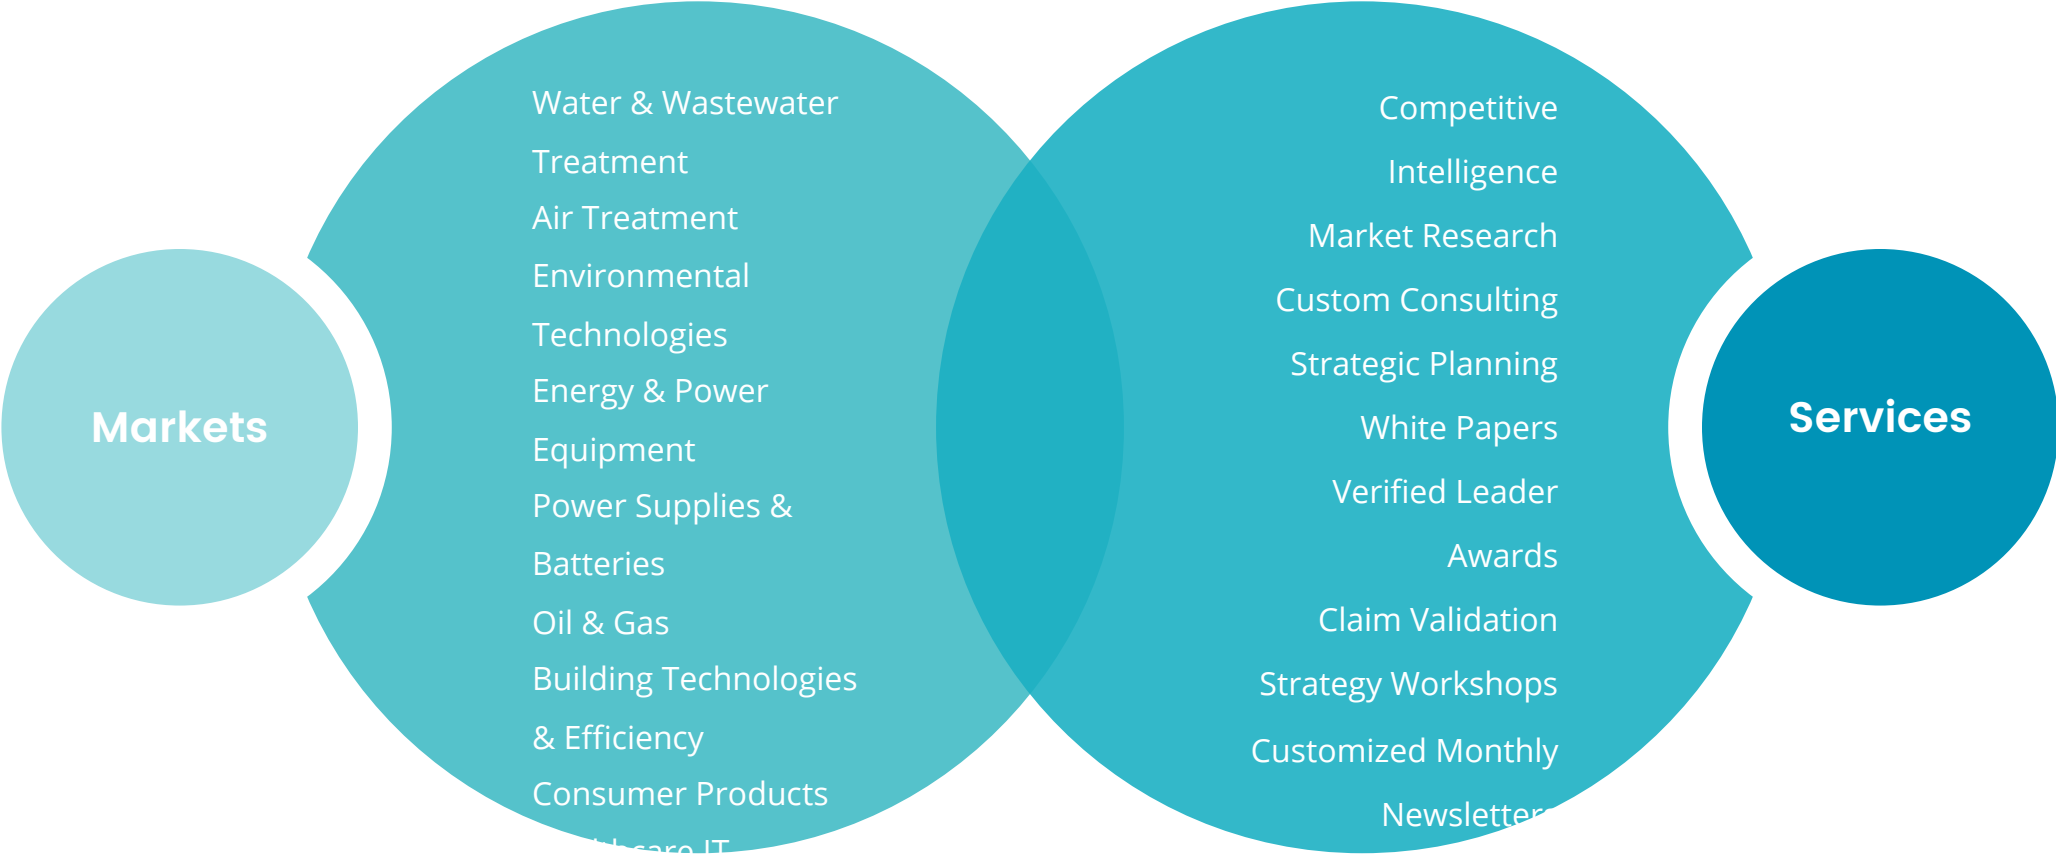 Markets
Water & Wastewater
Treatment
Air Treatment
Environmental
Technologies
Energy & Power
Equipment
Power Supplies &
Batteries
Oil & Gas
Building Technologies
& Efficiency
Consumer Products
IT
Competitive
Intelligence
Market Research
Custom Consulting
Strategic Planning
White Papers
Verified Leader
Awards
Claim Validation
Strategy Workshops
Customized Monthly
Newsletters
Services